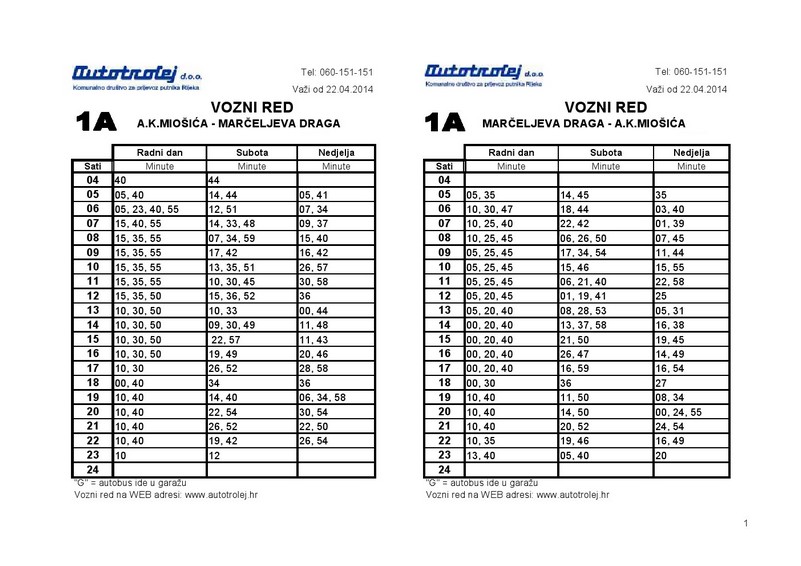 Autotrolej d.o.o.
Komunalno društvo za prijevoz putnika Rijeka
Tel: 060-151-151
Važi od 22.04.2014
VOZNI RED
1A A.K.MIOŠIĆA - MARČELJEVA DRAGA
Radni dan Subota Nedjelja
Sati Minute Minute Minute
04 40 44
05 05, 40 14, 44 05, 41
06 05, 23, 40, 55 12, 51 07, 34
07 15, 40, 55 14, 33, 48 09, 37
08 15, 35, 55 07, 34, 59 15, 40
09 15, 35, 55 17, 42 16, 42
10 15, 35, 55 13, 35, 51 26, 57
11 15, 35, 55 10, 30, 45 30, 58
12 15, 35, 50 15, 36, 52 36
13 10, 30, 50 10, 33 00, 44
14 10, 30, 50 09, 30, 49 11, 48
15 10, 30, 50 22, 57 11, 43
16 10, 30, 50 19, 49 20, 46
17 10, 30 26, 52 28, 58
18 00, 40 34 36
19 10, 40 14, 40 06, 34, 58
20 10, 40 22, 54 30, 54
21 10, 40 26, 52 22, 50
22 10, 40 19, 42 26, 54
23 10 12
24
"G" = autobus ide u garažu
Vozni red na WEB adresi: www.autotrolej.hr
Autotrolej d.o.o.
Komunalno društvo za prijevoz putnika Rijeka
Tel: 060-151-151
Važi od 22.04.2014
VOZNI RED
1A MARČELJEVA DRAGA - A.K.MIOŠIĆA
Radni dan Subota Nedjelja
Sati Minute Minute Minute
04
05 05, 35 14, 45 35
06 10, 30, 47 18, 44 03, 40
07 10, 25, 40 22, 42 01, 39
08 10, 25, 45 06, 26, 50 07, 45
09 05, 25, 45 17, 34, 54 11, 44
10 05, 25, 45 15, 46 15, 55
11 05, 25, 45 06, 21, 40 22, 58
12 05, 20, 45 01, 19, 41 25
13 05, 20, 45 08, 28, 53 05, 31
14 00, 20, 40 13, 37, 58 16, 38
15 00, 20, 40 21, 50 19, 45
16 00, 20, 40 26, 47 14, 49
17 00, 20, 40 16, 59 16, 54
18 00, 30 36 27
19 10, 40 11, 50 08, 34
20 10, 40 14, 50 00, 24, 55
21 10, 40 20, 52 24, 54
22 10, 35 19, 46 16, 49
23 13, 40 05, 40 20
24
"G" = autobus ide u garažu
Vozni red na WEB adresi: www.autotrolej.hr
1